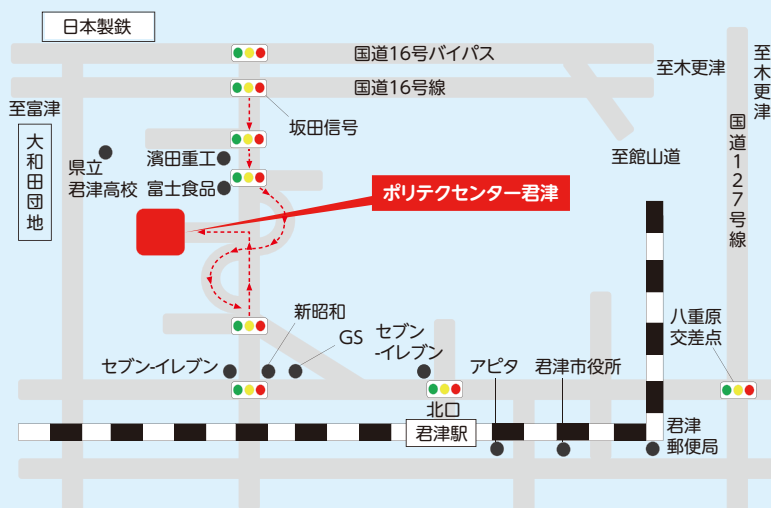 日本製鉄
国道16号バイパス
国道16号線
至木更津
至木更津
至富津
坂田信号
国道127号線
大和田団地
県立
君津高校
濱田重工
富士食品
至館山道
ポリテクセンター君津
新昭和
GS
セブン
-イレブン
八重原
交差点
セブン-イレブン
アピタ
君津市役所
北口
君津駅
君津
郵便局